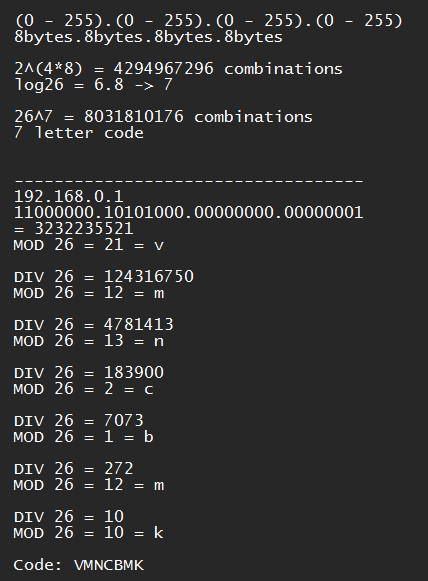 (0 - 255).(0 - 255).(0 - 255).(0 - 255)
8bytes.8bytes.8bytes.8bytes
2^(4*8) = 4294967296 combinations
log26 = 6.8 -> 7
26^7 = 8031810176 combinations
7 letter code
-----------------------------------
192.168.0.1
11000000.10101000.00000000.00000001
= 3232235521
MOD 26 = 21 = v
DIV 26 = 124316750
MOD 26 = 12 = m
DIV 26 = 4781413
MOD 26 = 13 = n
DIV 26 = 183900
MOD 26 = 2 = c
DIV 26 = 7073
MOD 26 = 1 = b
DIV 26 = 272
MOD 26 = 12 = m
DIV 26 = 10
MOD 26 = 10 = k
Code: VMNCBMK